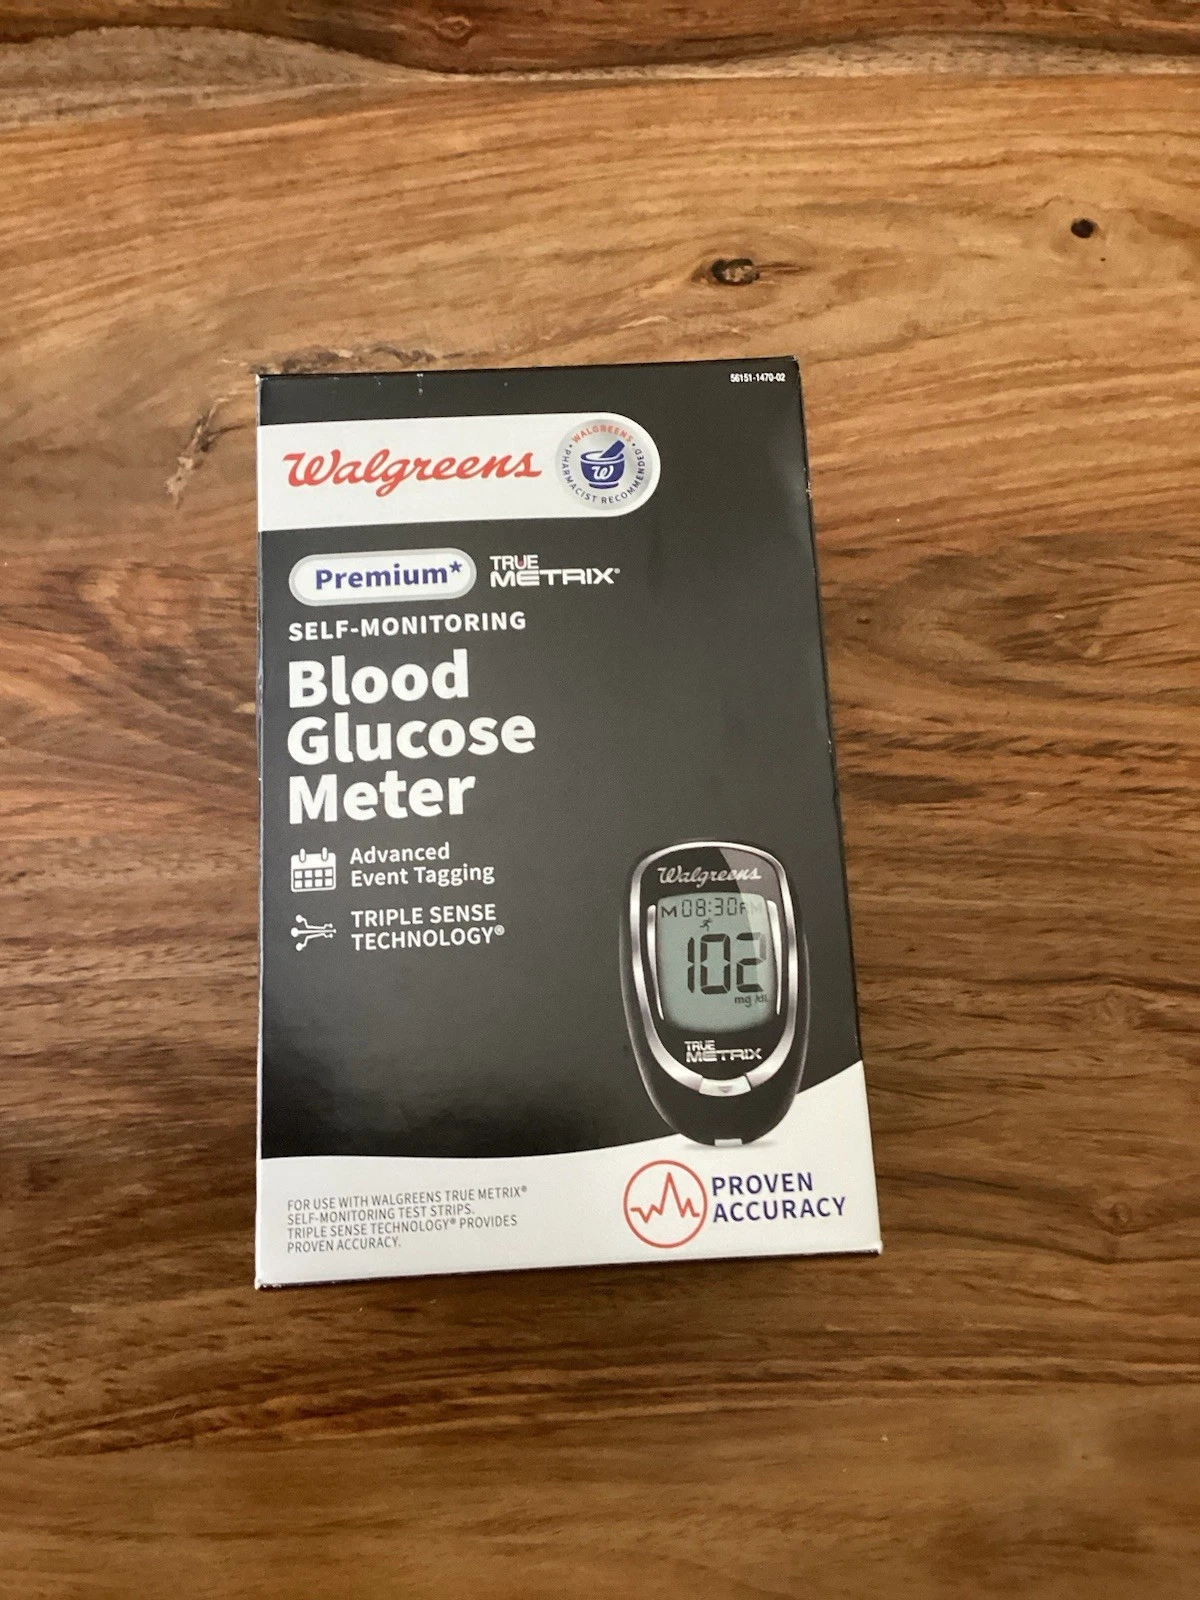 56151-1470-02
Walgreens
WALGREENS
PHARMACIST RECOMMENDED
W
Premium*
TRUE
METRIX®
SELF-MONITORING
Blood
Glucose
Meter
Advanced
Event Tagging
TRIPLE SENSE
TECHNOLOGY®
Walgreens
M 08:30
102
mg/dL
TRUE
METRIX
FOR USE WITH WALGREENS TRUE METRIX®
SELF-MONITORING TEST STRIPS.
TRIPLE SENSE TECHNOLOGY® PROVIDES
PROVEN ACCURACY.
PROVEN
ACCURACY